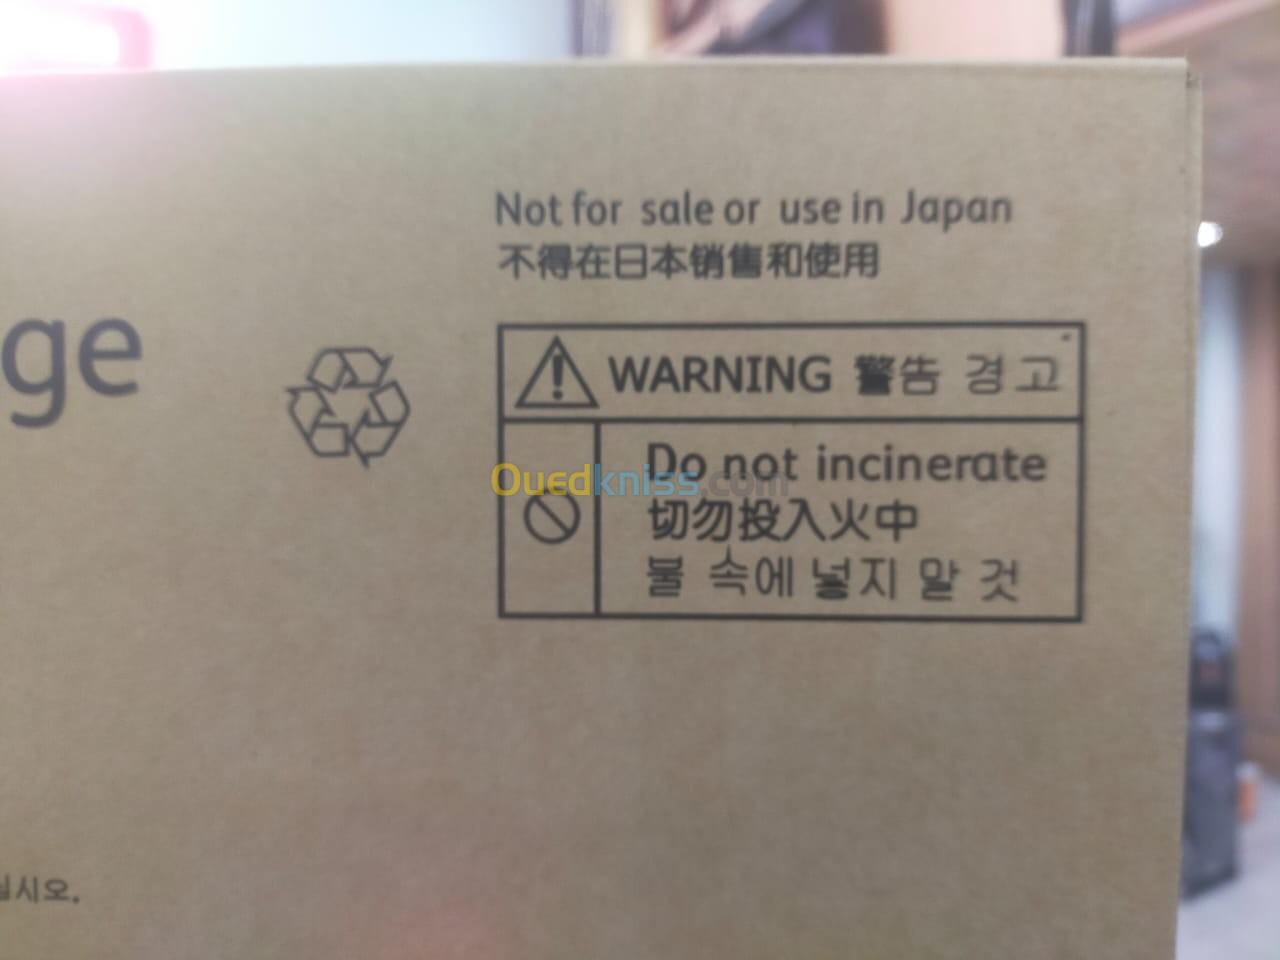 Not for sale or use in Japan
不得在日本销售和使用
ge
WARNING 警告 경고
Do not incinerate
切勿投入火中
불 속에 넣지 말 것
Ouedkniss.com
십시오.